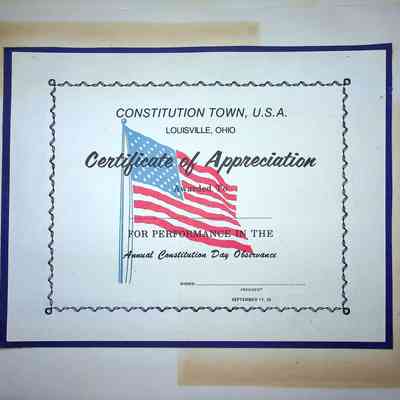 CONSTITUTION TOWN, U.S.A.
LOUISVILLE, OHIO
Certificate of Appreciation
Awarded To
FOR PERFORMANCE IN THE
Annual Constitution Day Observance
SIGNED
PRESIDENT
SEPTEMBER 17, 19